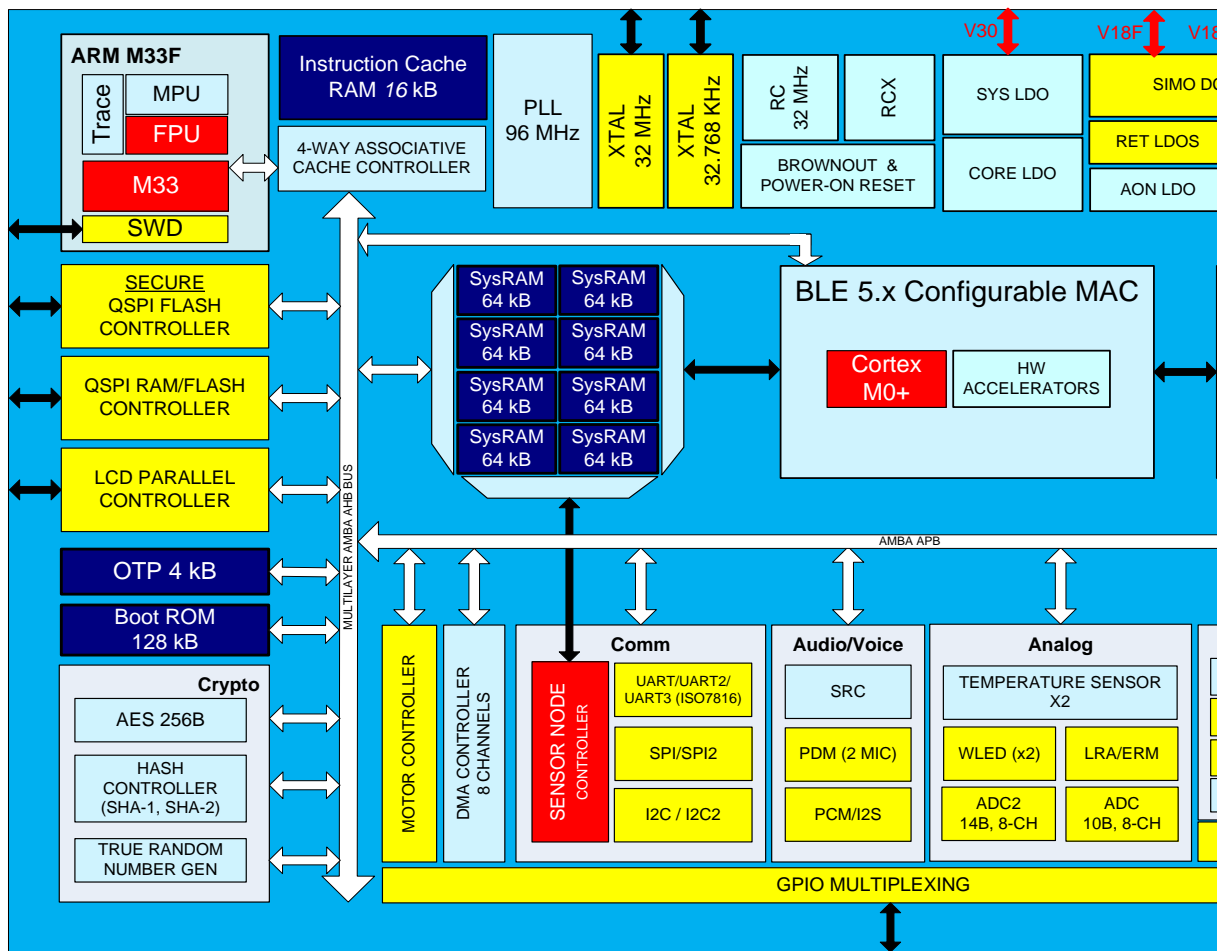 V30
V18F
V18
ARM M33F
Trace
MPU
FPU
M33
SWD
Instruction Cache
RAM 16 kB
4-WAY ASSOCIATIVE
CACHE CONTROLLER
PLL
96 MHz
XTAL
32 MHz
XTAL
32.768 KHz
RC
32 MHz
RCX
BROWNOUT &
POWER-ON RESET
SYS LDO
CORE LDO
SIMO DC
RET LDOS
AON LDO
SECURE
QSPI FLASH
CONTROLLER
QSPI RAM/FLASH
CONTROLLER
LCD PARALLEL
CONTROLLER
OTP 4 kB
Boot ROM
128 kB
Crypto
AES 256B
HASH
CONTROLLER
(SHA-1, SHA-2)
TRUE RANDOM
NUMBER GEN
MULTILAYER AMBA AHB BUS
SysRAM
64 kB
SysRAM
64 kB
SysRAM
64 kB
SysRAM
64 kB
SysRAM
64 kB
SysRAM
64 kB
SysRAM
64 kB
SysRAM
64 kB
BLE 5.x Configurable MAC
Cortex
M0+
HW
ACCELERATORS
AMBA APB
MOTOR CONTROLLER
DMA CONTROLLER
8 CHANNELS
Comm
SENSOR NODE
CONTROLLER
UART/UART2/
UART3 (ISO7816)
SPI/SPI2
I2C / I2C2
Audio/Voice
SRC
PDM (2 MIC)
PCM/I2S
Analog
TEMPERATURE SENSOR
X2
WLED (x2)
LRA/ERM
ADC2
14B, 8-CH
ADC
10B, 8-CH
GPIO MULTIPLEXING